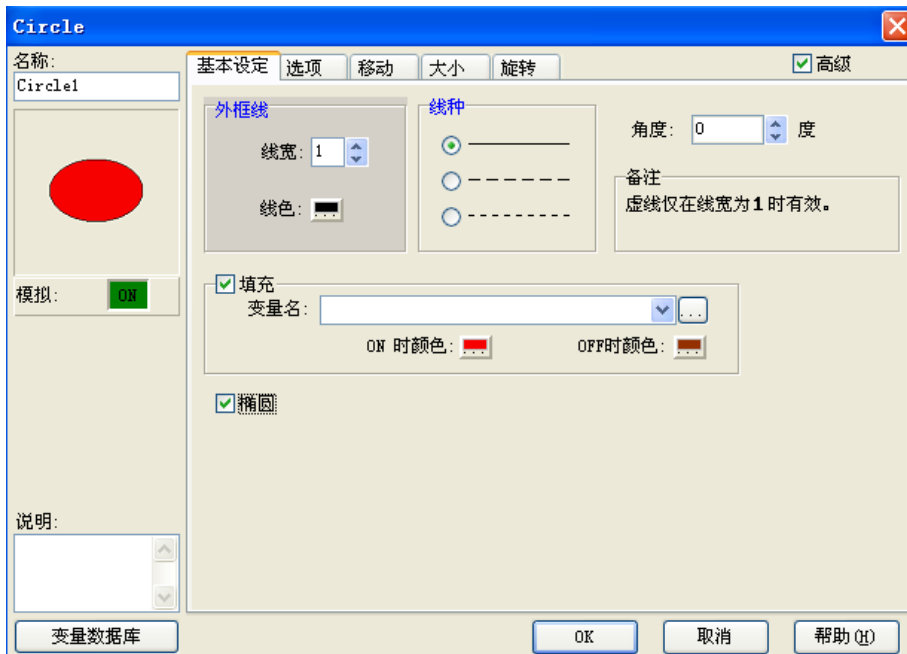 Circle
名称:
Circle1
基本设定 选项 移动 大小 旋转
高级
外框线
线宽: 1
线色:
线种
角度: 0 度
备注
虚线仅在线宽为1时有效。
模拟: ON
填充
变量名: ...
ON 时颜色: ... OFF时颜色: ...
椭圆
说明:
变量数据库
OK 取消 帮助(H)